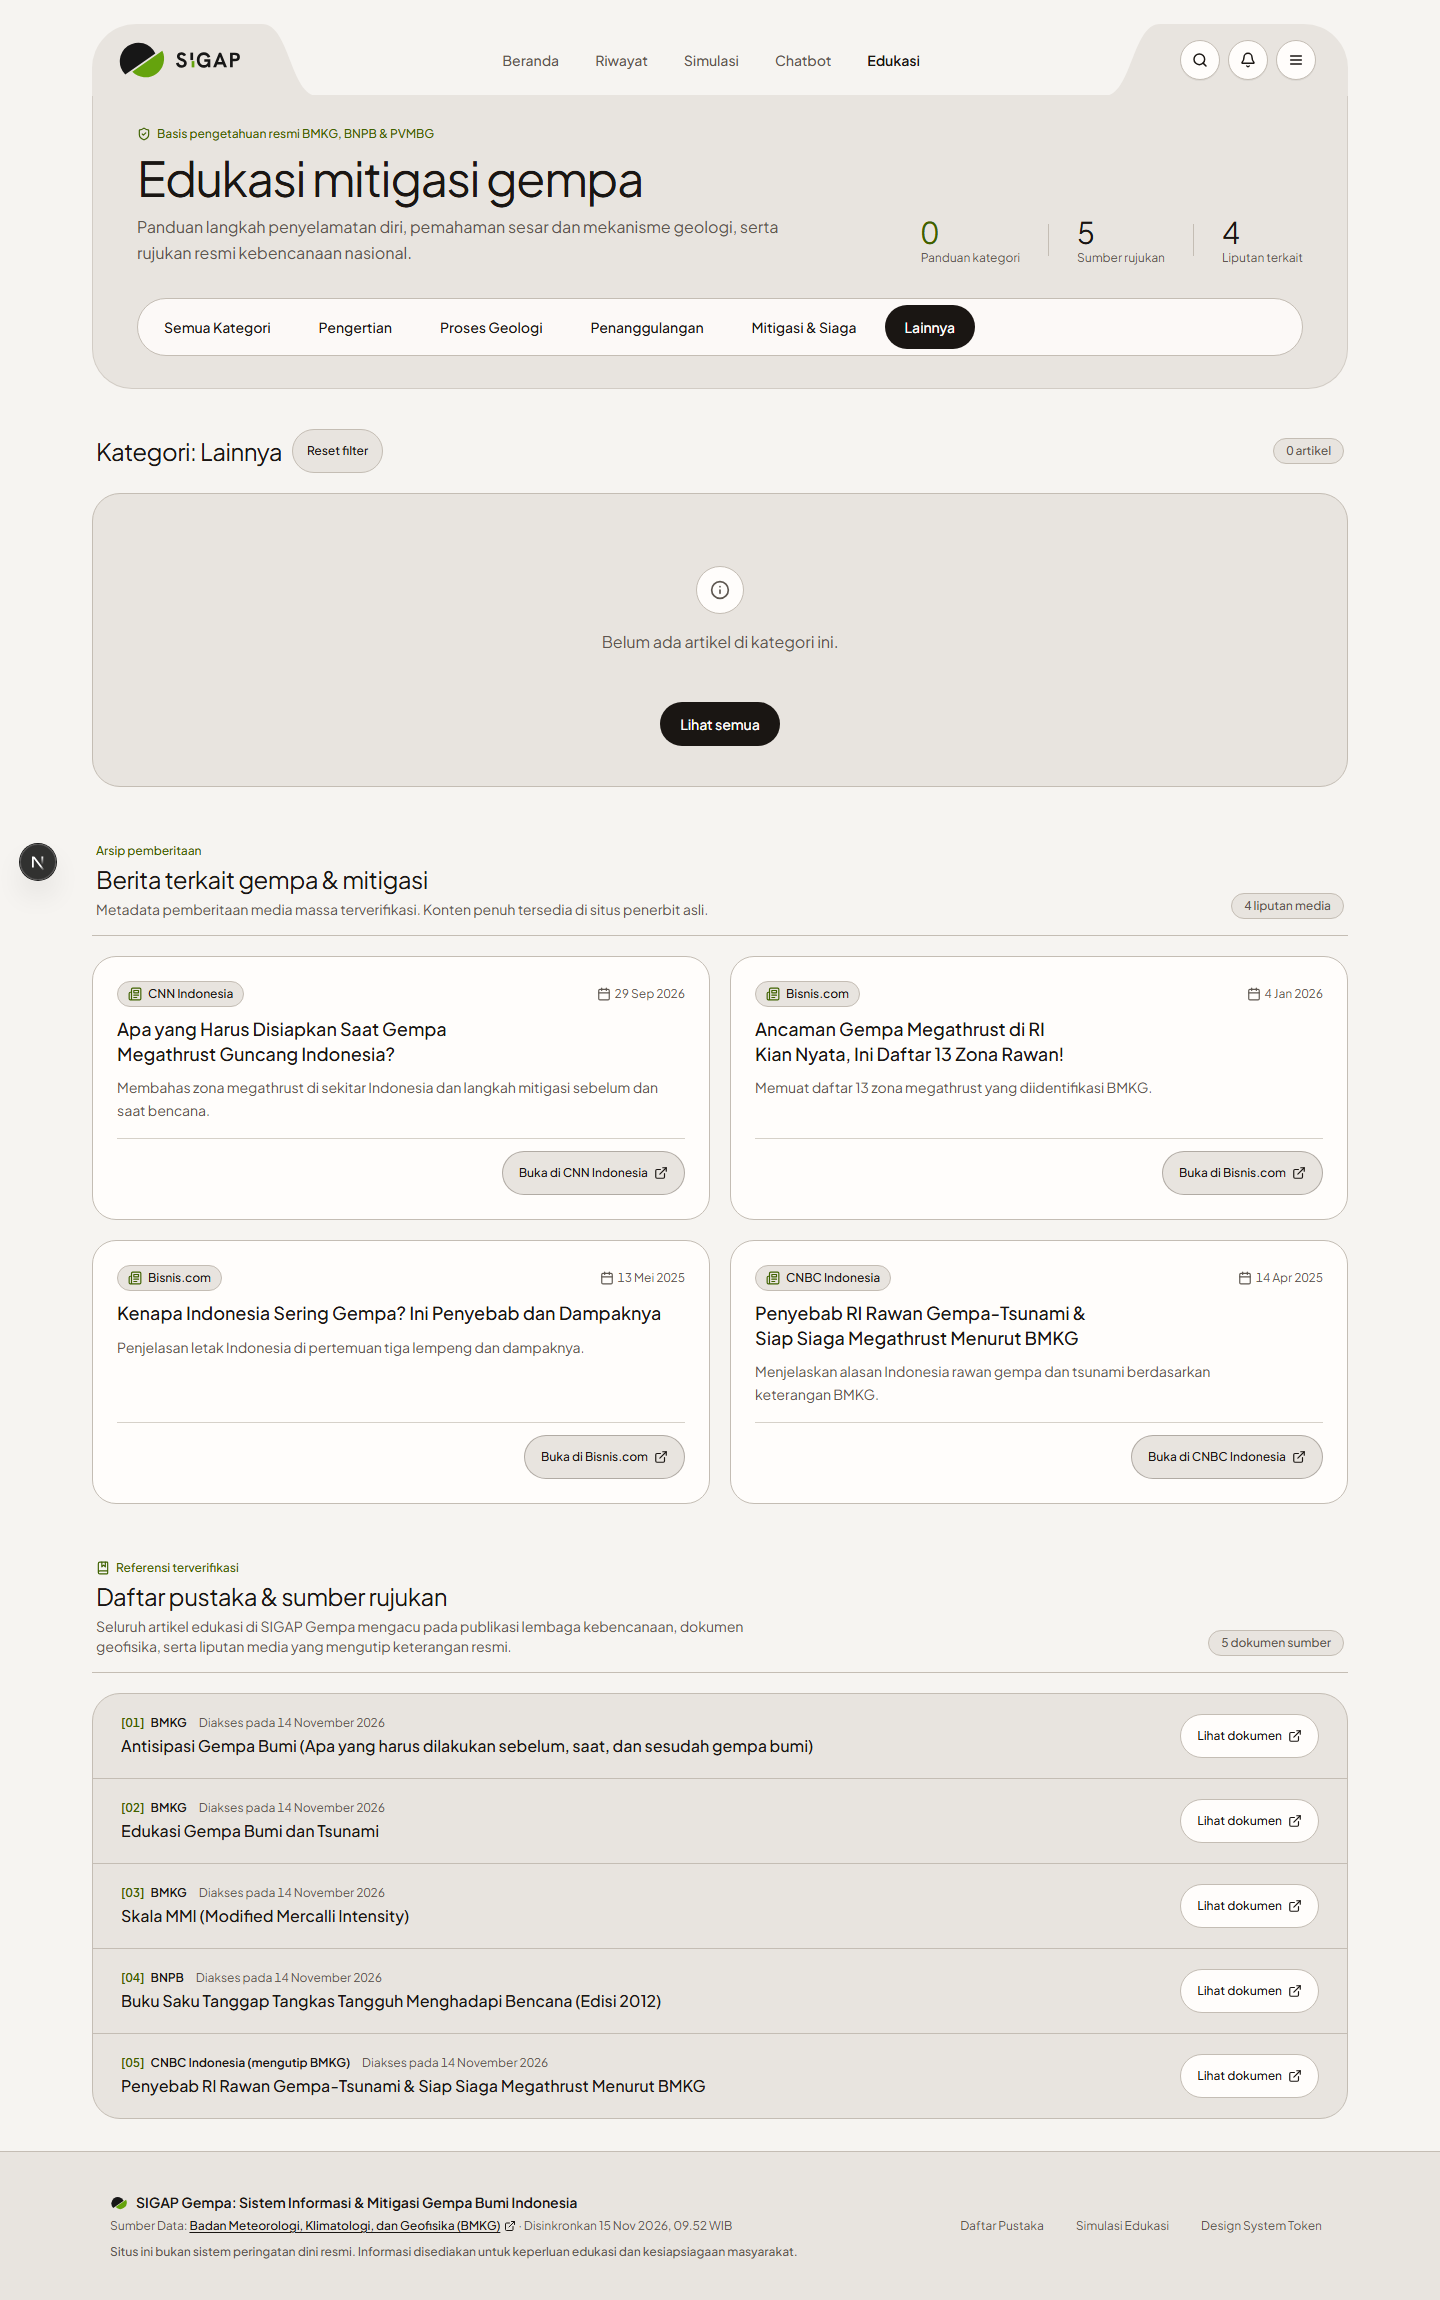 SIGAP
Beranda
Riwayat
Simulasi
Chatbot
Edukasi
Basis pengetahuan resmi BMKG, BNPB & PVMBG
Edukasi mitigasi gempa
Panduan langkah penyelamatan diri, pemahaman sesar dan mekanisme geologi, serta
rujukan resmi kebencanaan nasional.
0
Panduan kategori
5
Sumber rujukan
4
Liputan terkait
Semua Kategori
Pengertian
Proses Geologi
Penanggulangan
Mitigasi & Siaga
Lainnya
Kategori: Lainnya
Reset filter
0 artikel
Belum ada artikel di kategori ini.
Lihat semua
N
Arsip pemberitaan
Berita terkait gempa & mitigasi
Metadata pemberitaan media massa terverifikasi. Konten penuh tersedia di situs penerbit asli.
4 liputan media
CNN Indonesia
29 Sep 2026
Apa yang Harus Disiapkan Saat Gempa
Megathrust Guncang Indonesia?
Membahas zona megathrust di sekitar Indonesia dan langkah mitigasi sebelum dan
saat bencana.
Buka di CNN Indonesia
Bisnis.com
4 Jan 2026
Ancaman Gempa Megathrust di RI
Kian Nyata, Ini Daftar 13 Zona Rawan!
Memuat daftar 13 zona megathrust yang diidentifikasi BMKG.
Buka di Bisnis.com
Bisnis.com
13 Mei 2025
Kenapa Indonesia Sering Gempa? Ini Penyebab dan Dampaknya
Penjelasan letak Indonesia di pertemuan tiga lempeng dan dampaknya.
Buka di Bisnis.com
CNBC Indonesia
14 Apr 2025
Penyebab RI Rawan Gempa-Tsunami &
Siap Siaga Megathrust Menurut BMKG
Menjelaskan alasan Indonesia rawan gempa dan tsunami berdasarkan
keterangan BMKG.
Buka di CNBC Indonesia
Referensi terverifikasi
Daftar pustaka & sumber rujukan
Seluruh artikel edukasi di SIGAP Gempa mengacu pada publikasi lembaga kebencanaan, dokumen
geofisika, serta liputan media yang mengutip keterangan resmi.
5 dokumen sumber
[01] BMKG Diakses pada 14 November 2026
Antisipasi Gempa Bumi (Apa yang harus dilakukan sebelum, saat, dan sesudah gempa bumi)
Lihat dokumen
[02] BMKG Diakses pada 14 November 2026
Edukasi Gempa Bumi dan Tsunami
Lihat dokumen
[03] BMKG Diakses pada 14 November 2026
Skala MMI (Modified Mercalli Intensity)
Lihat dokumen
[04] BNPB Diakses pada 14 November 2026
Buku Saku Tanggap Tangkas Tangguh Menghadapi Bencana (Edisi 2012)
Lihat dokumen
[05] CNBC Indonesia (mengutip BMKG) Diakses pada 14 November 2026
Penyebab RI Rawan Gempa-Tsunami & Siap Siaga Megathrust Menurut BMKG
Lihat dokumen
SIGAP Gempa: Sistem Informasi & Mitigasi Gempa Bumi Indonesia
Sumber Data: Badan Meteorologi, Klimatologi, dan Geofisika (BMKG) · Disinkronkan 15 Nov 2026, 09.52 WIB
Situs ini bukan sistem peringatan dini resmi. Informasi disediakan untuk keperluan edukasi dan kesiapsiagaan masyarakat.
Daftar Pustaka
Simulasi Edukasi
Design System Token